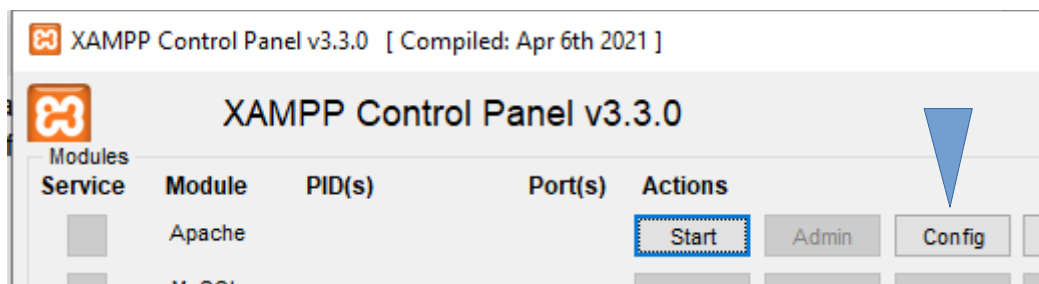 XAMPP Control Panel v3.3.0 [ Compiled: Apr 6th 2021 ]
XAMPP Control Panel v3.3.0
Modules
Service Module PID(s) Port(s) Actions
Apache Start Admin Config